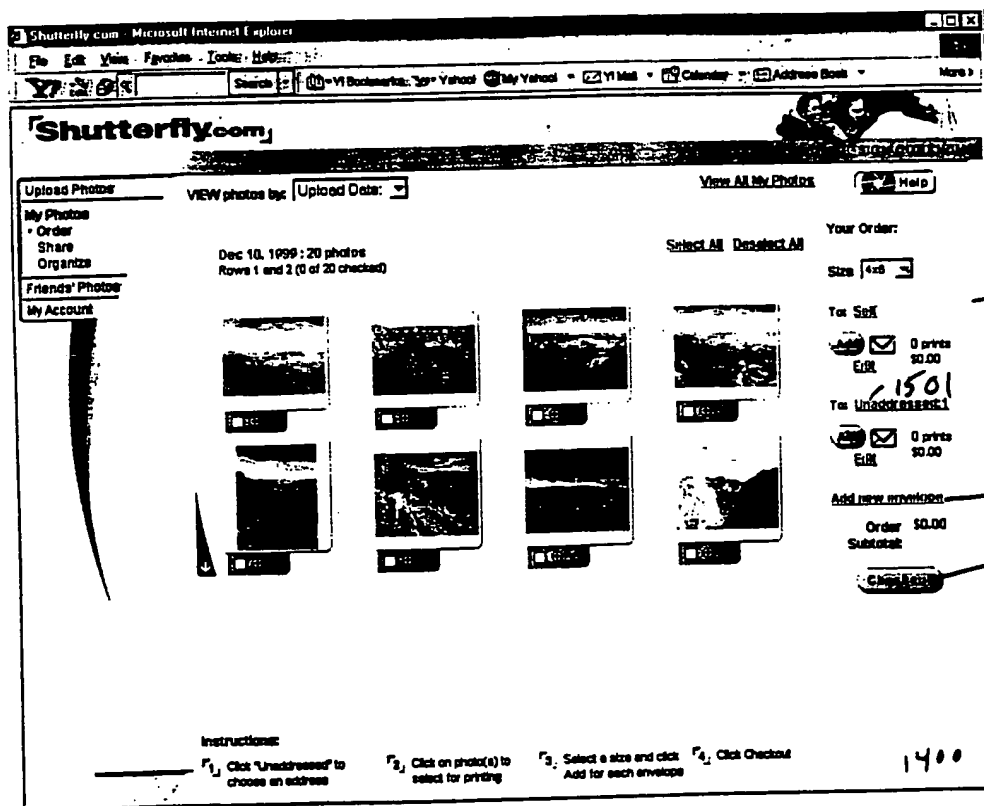 Shutterfly.com - Microsoft Internet Explorer
File Edit View Favorites Tools Help
Y! Search Y! Bookmarks Yahoo! My Yahoo! Y! Mail Calendar Address Book More
Shutterfly.com
Upload Photos
My Photos
Order
Share
Organize
Friends' Photos
My Account
VIEW photos by: Upload Date:
View All My Photos
Help
Dec 10, 1999 : 20 photos
Rows 1 and 2 (0 of 20 checked)
Select All Deselect All
Your Order:
Size 4x6
To: Self
Add 0 prints
$0.00
Edit
1501
To: Unaddressed1
Add 0 prints
$0.00
Edit
Add new envelope
Order $0.00
Subtotal:
Checkout
Instructions:
1 Click "Unaddressed" to
choose an address
2 Click on photo(s) to
select for printing
3 Select a size and click
Add for each envelope
4 Click Checkout
1400